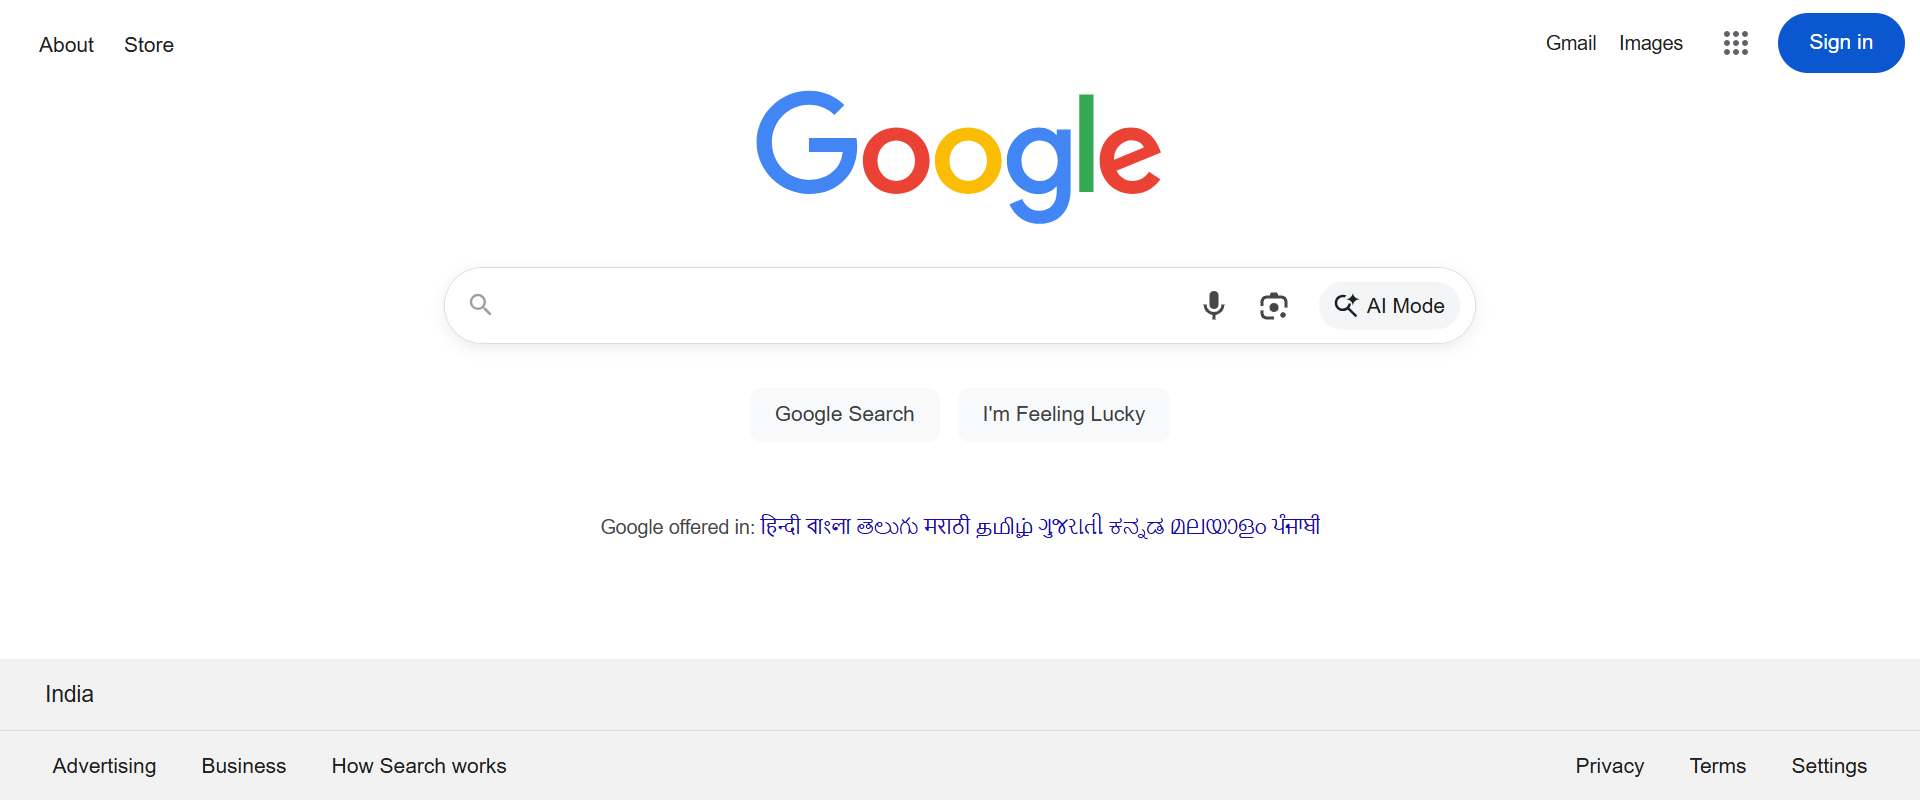 About Store Gmail Images Sign in
Google
AI Mode
Google Search I'm Feeling Lucky
Google offered in: हिन्दी বাংলা తెలుగు मराठी தமிழ் ગુજરાતી ಕನ್ನಡ മലയാളം ਪੰਜਾਬੀ
India
Advertising Business How Search works Privacy Terms Settings